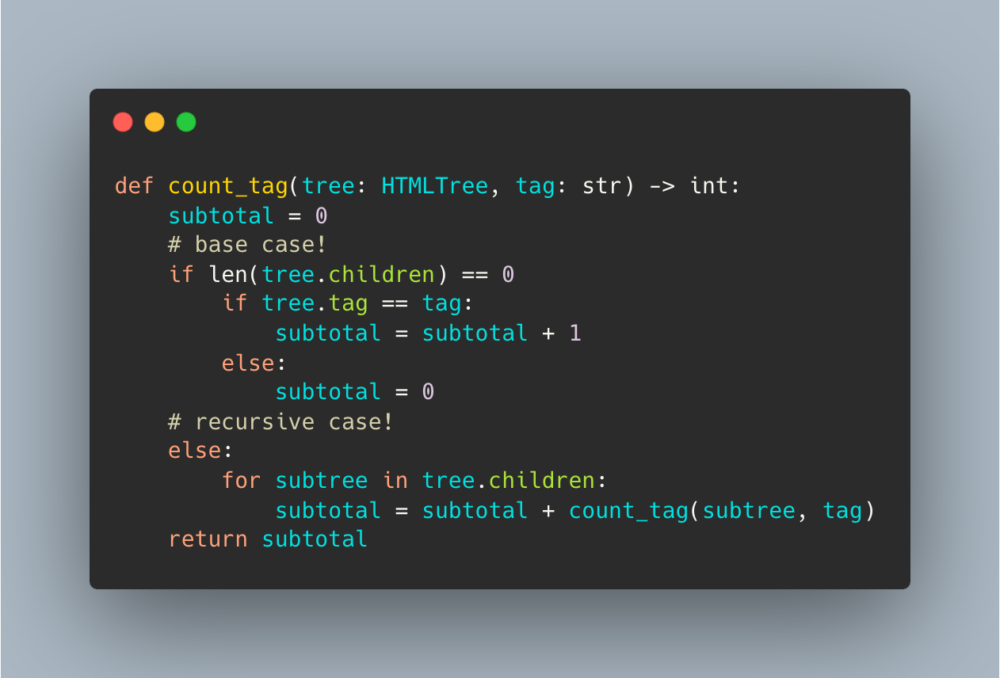 def count_tag(tree: HTMLTree, tag: str) -> int:
    subtotal = 0
    # base case!
    if len(tree.children) == 0
        if tree.tag == tag:
            subtotal = subtotal + 1
        else:
            subtotal = 0
    # recursive case!
    else:
        for subtree in tree.children:
            subtotal = subtotal + count_tag(subtree, tag)
    return subtotal